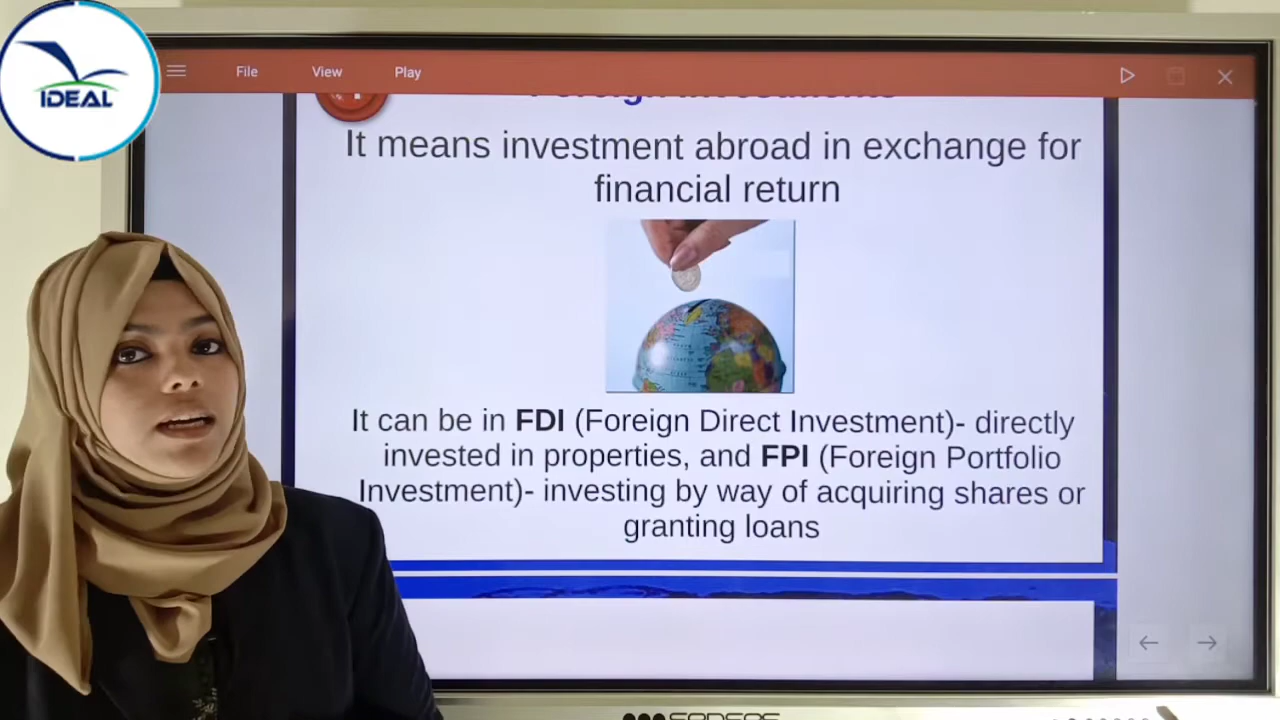 IDEAL
File View Play
Foreign Investments
It means investment abroad in exchange for
financial return
It can be in FDI (Foreign Direct Investment)- directly
invested in properties, and FPI (Foreign Portfolio
Investment)- investing by way of acquiring shares or
granting loans